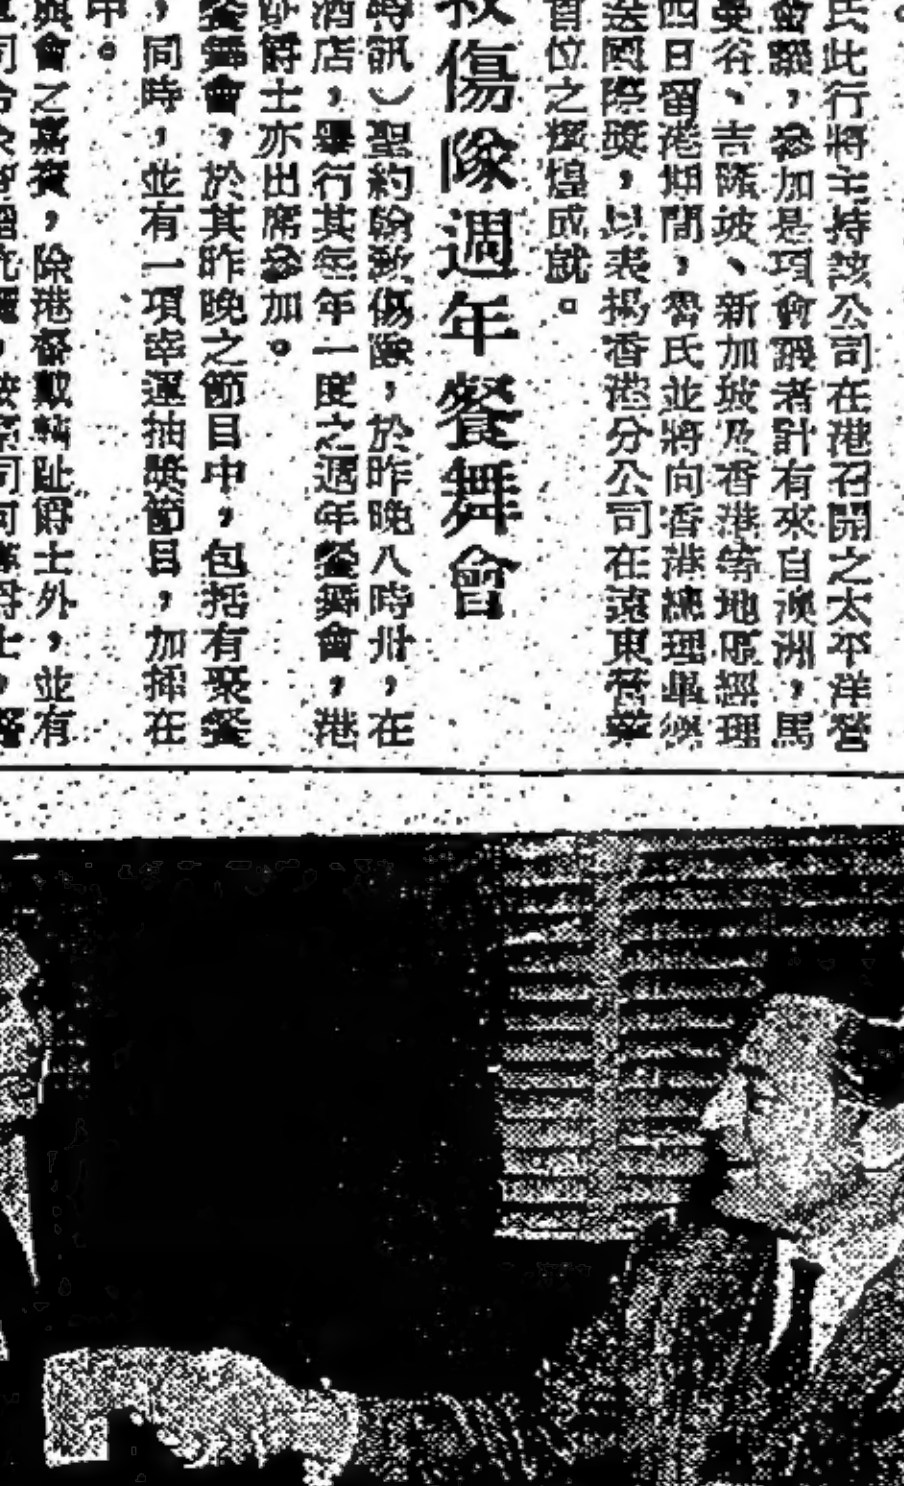 氏此行將主持該公司在港召開之太平洋營
會議，參加是項會議者計有來自澳洲，馬
曼谷、吉隆坡、新加坡及香港等地區經理
四日留港期間，魯氏並將向香港總理
送國際獎，以表揚香港分公司在遠東營業
首位之煇煌成就。
救傷隊週年餐舞會
時訊）聖約翰救傷隊，於昨晚八時卅，在
酒店，舉行其每年一度之週年餐舞會，港
爵士亦出席參加。
餐舞會，於其昨晚之節目中，包括有聚餐
，同時，並有一項幸運抽獎節目，加插在
中。
與會之嘉賓，除港督戴麟趾爵士外，並有